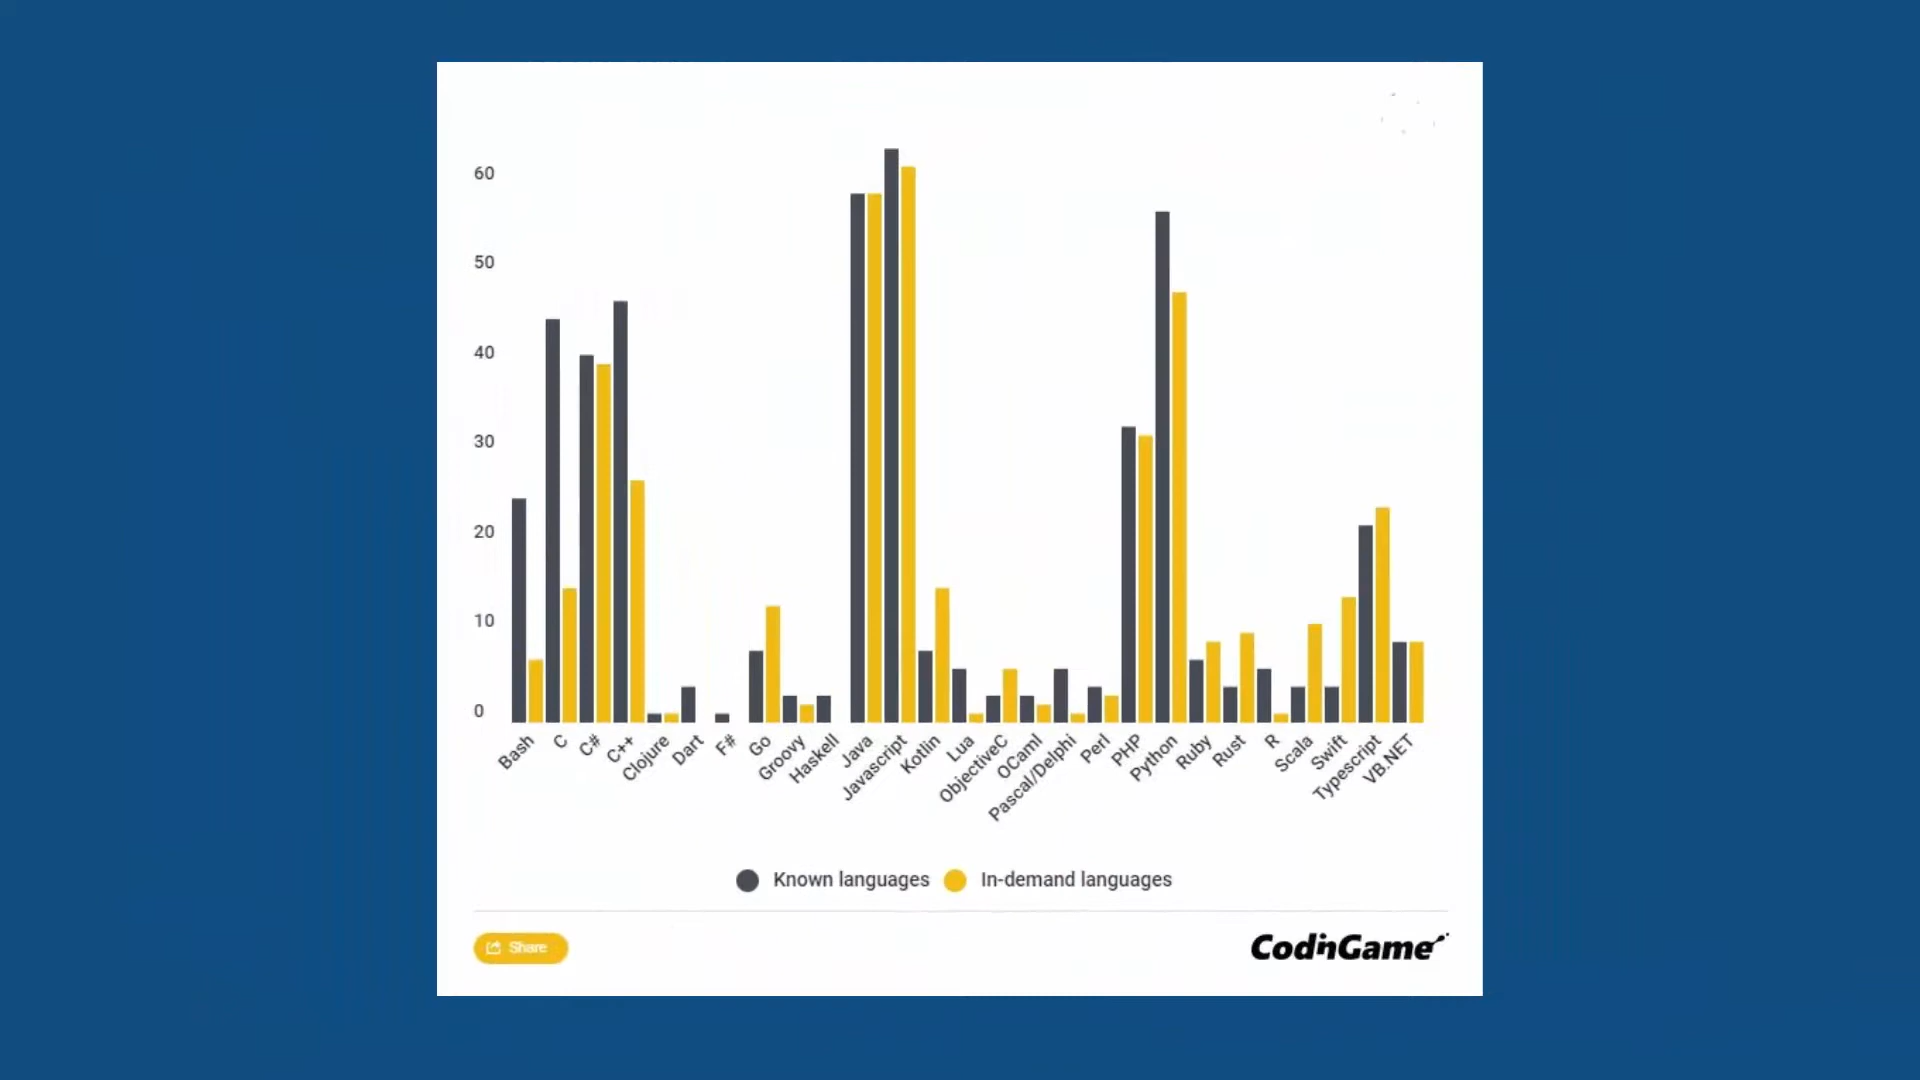 60
50
40
30
20
10
0
Bash
C
C#
C++
Clojure
Dart
F#
Go
Groovy
Haskell
Java
Javascript
Kotlin
Lua
ObjectiveC
OCaml
Pascal/Delphi
Perl
PHP
Python
Ruby
Rust
R
Scala
Swift
Typescript
VB.NET
Known languages
In-demand languages
Share
CodinGame